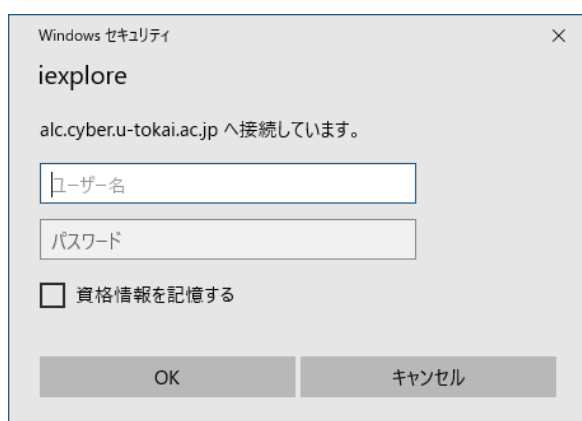 Windows セキュリティ
iexplore
alc.cyber.u-tokai.ac.jp へ接続しています。
ユーザー名
パスワード
資格情報を記憶する
OK
キャンセル